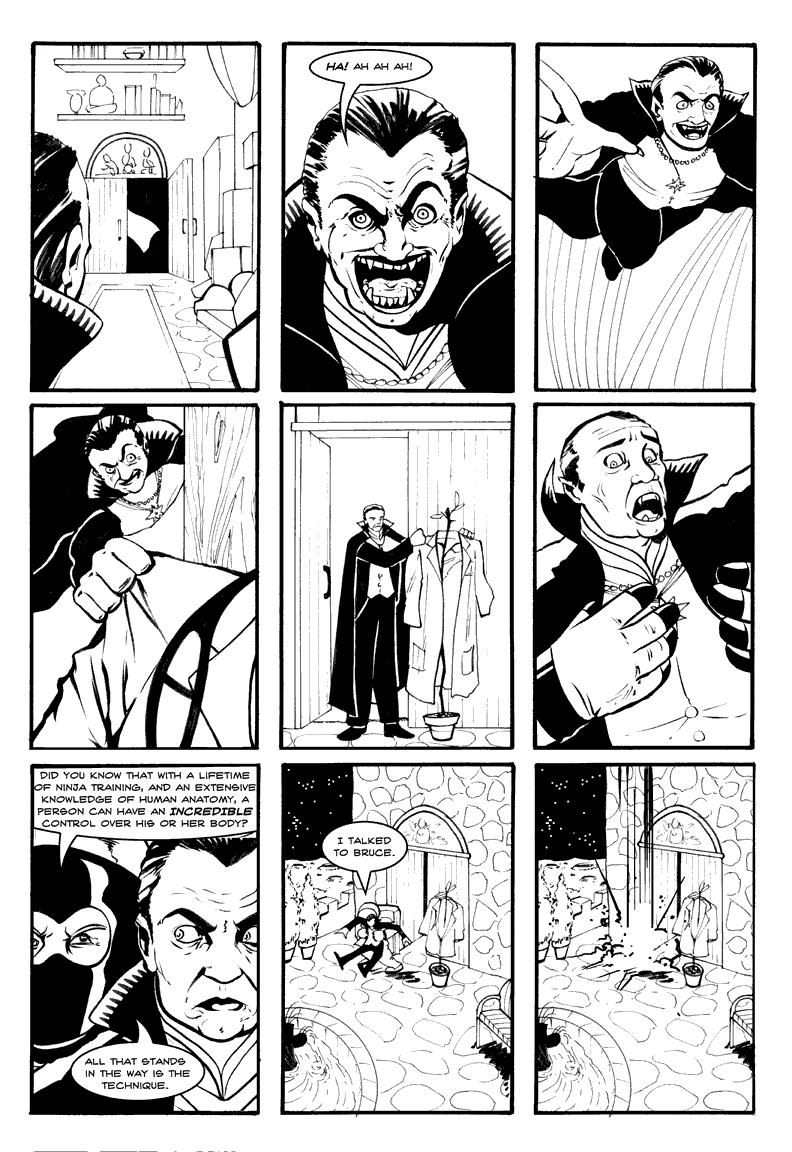 HA! AH AH AH!
DID YOU KNOW THAT WITH A LIFETIME
OF NINJA TRAINING, AND AN EXTENSIVE
KNOWLEDGE OF HUMAN ANATOMY, A
PERSON CAN HAVE AN INCREDIBLE
CONTROL OVER HIS OR HER BODY?
ALL THAT STANDS
IN THE WAY IS THE
TECHNIQUE.
I TALKED
TO BRUCE.